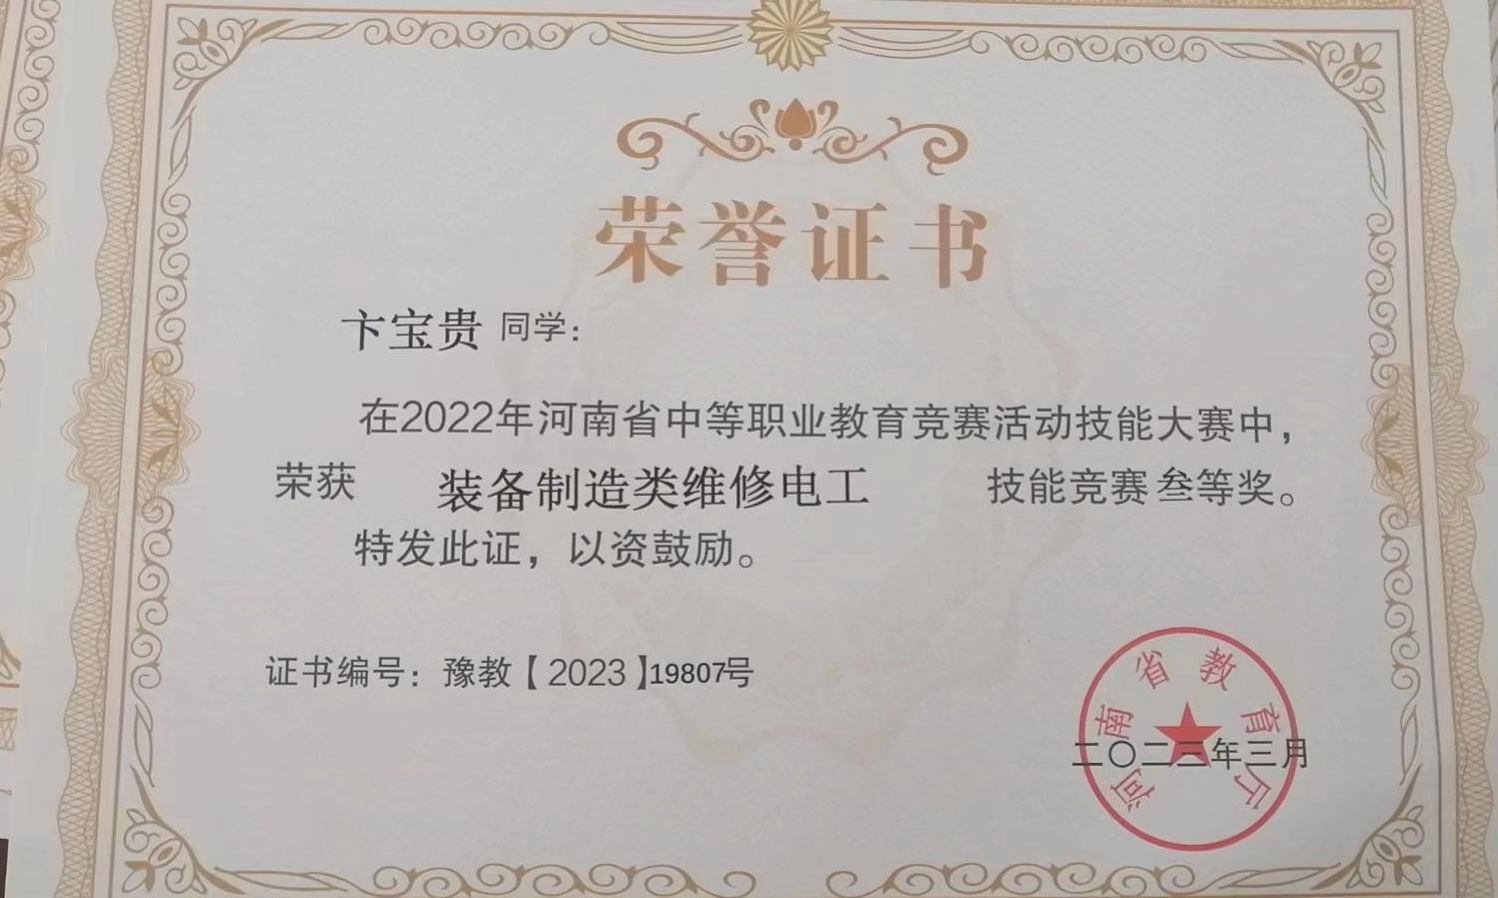 荣誉证书
卞宝贵 同学：
在2022年河南省中等职业教育竞赛活动技能大赛中，
荣获 装备制造类维修电工 技能竞赛 叁等奖。
特发此证，以资鼓励。
证书编号：豫教【2023】19807号
河南省教育厅
二〇二三年三月